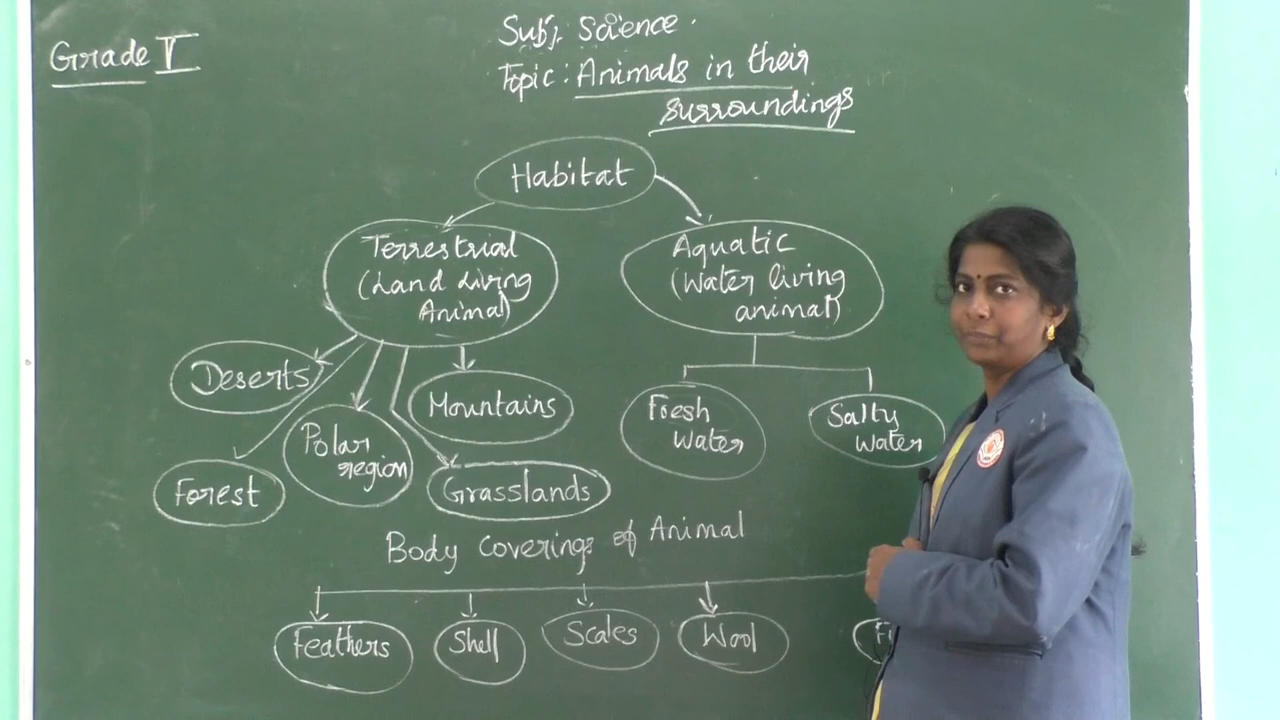 Grade V
Subj: Science.
Topic: Animals in their
surroundings
Habitat
Terrestrial
(Land living
Animal)
Aquatic
(Water living
animal)
Deserts
Forest
Polar
region
Mountains
Grasslands
Fresh
water
Salty
water
Body coverings of Animal
Feathers
Shell
Scales
Wool